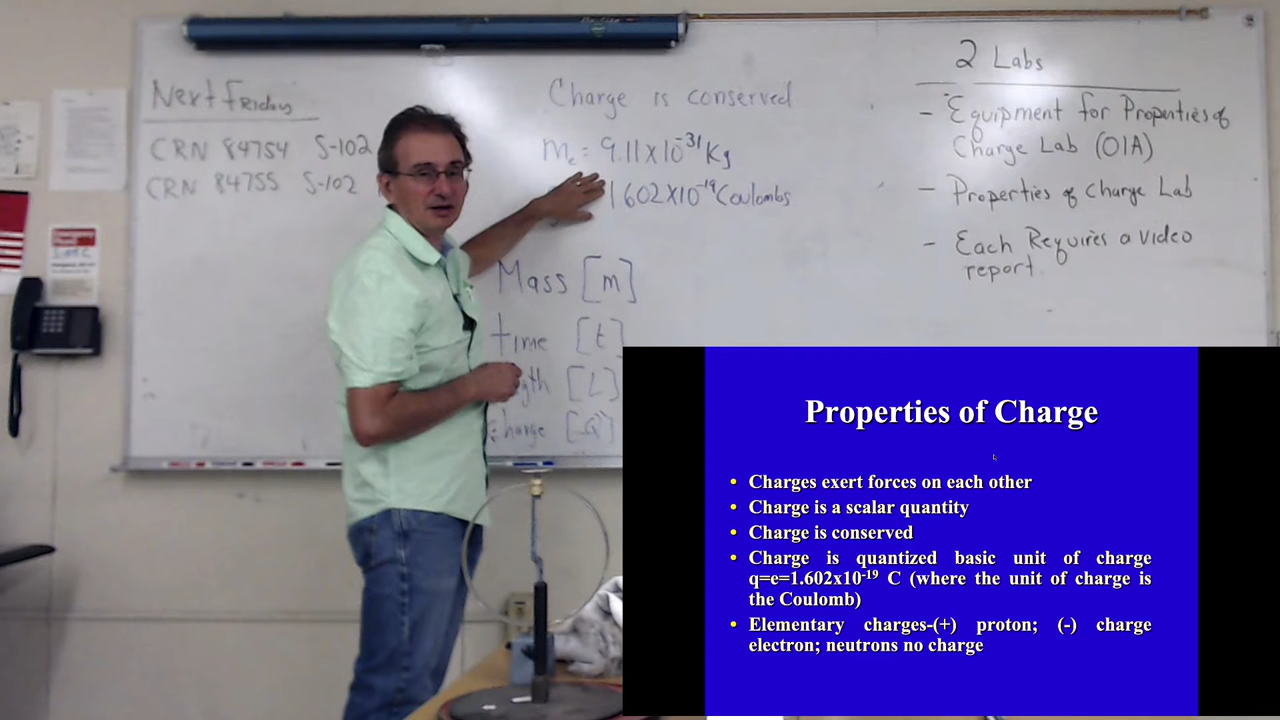 Next Friday
CRN 84754 S-102
CRN 84755 S-102
Charge is conserved
Me = 9.11x10-31 Kg
1.602x10-19 Coulombs
Mass [m]
time [t]
[L]
charge [Q]
2 Labs
- Equipment for Properties of
Charge Lab (OIA)
- Properties of Charge Lab
- Each Requires a video
report.
Properties of Charge
• Charges exert forces on each other
• Charge is a scalar quantity
• Charge is conserved
• Charge is quantized basic unit of charge
q=e=1.602x10-19 C (where the unit of charge is
the Coulomb)
• Elementary charges-(+) proton; (-) charge
electron; neutrons no charge